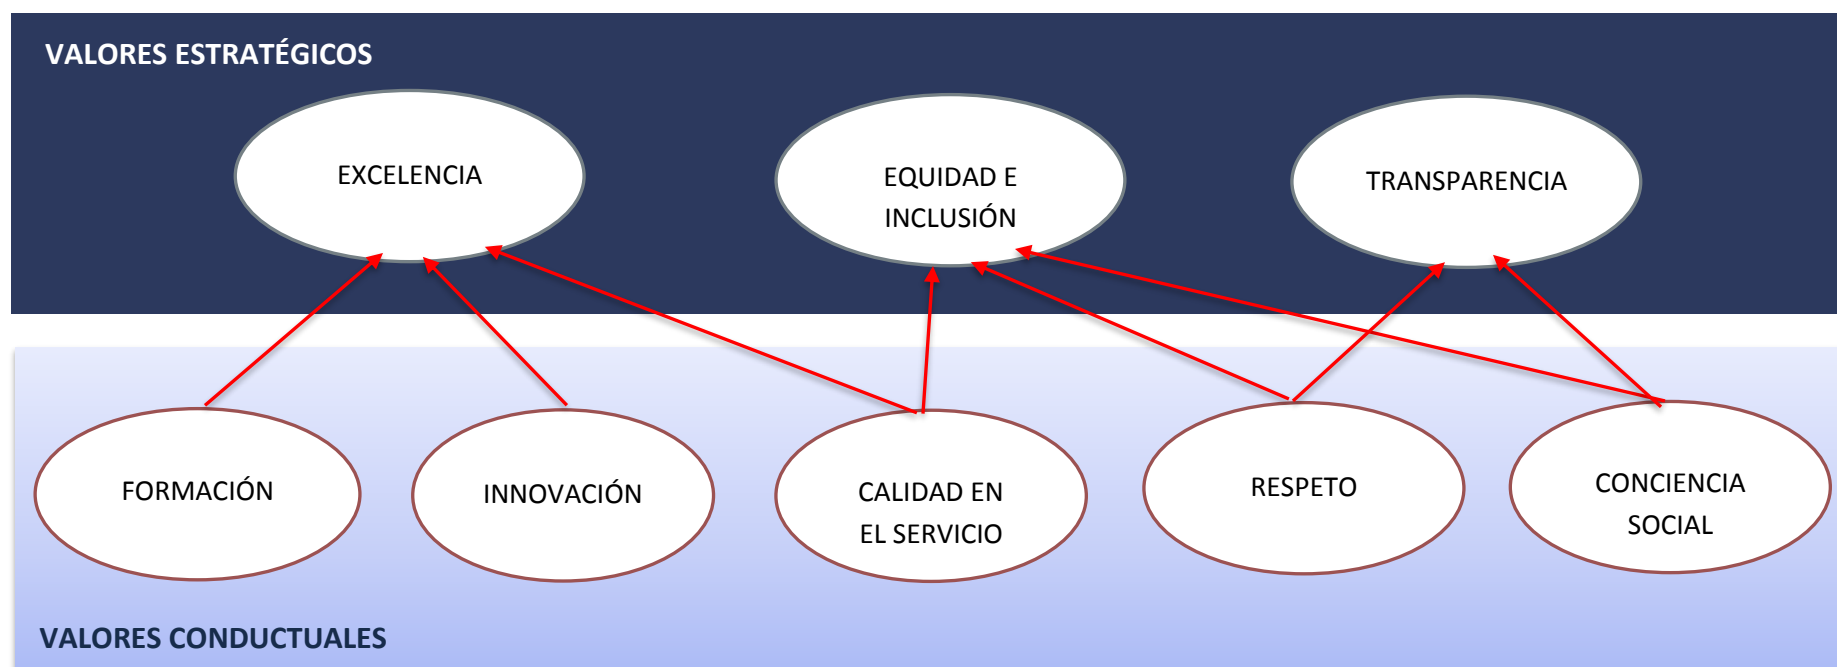 VALORES ESTRATÉGICOS
EXCELENCIA
EQUIDAD E
INCLUSIÓN
TRANSPARENCIA
FORMACIÓN
INNOVACIÓN
CALIDAD EN
EL SERVICIO
RESPETO
CONCIENCIA
SOCIAL
VALORES CONDUCTUALES